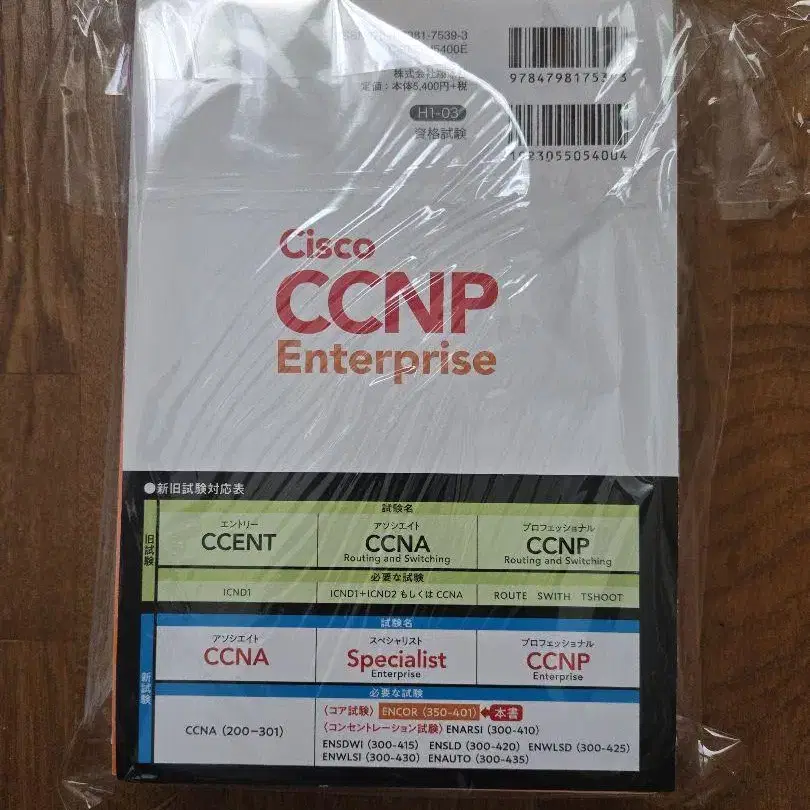 81-7539-3
5400E
株式会社
定価：本体5,400円+税
H1-03
資格試験
1923055054004
Cisco
CCNP
Enterprise
●新旧試験対応表
旧試験
試験名
エントリー
CCENT
アソシエイト
CCNA
Routing and Switching
プロフェッショナル
CCNP
Routing and Switching
必要な試験
ICND1
ICND1+ICND2 もしくは CCNA
ROUTE SWITH TSHOOT
新試験
試験名
アソシエイト
CCNA
スペシャリスト
Specialist
Enterprise
プロフェッショナル
CCNP
Enterprise
必要な試験
CCNA (200-301)
〈コア試験〉 ENCOR (350-401) 本書
〈コンセントレーション試験〉 ENARSI (300-410)
ENSDWI (300-415) ENSLD (300-420) ENWLSD (300-425)
ENWLSI (300-430) ENAUTO (300-435)